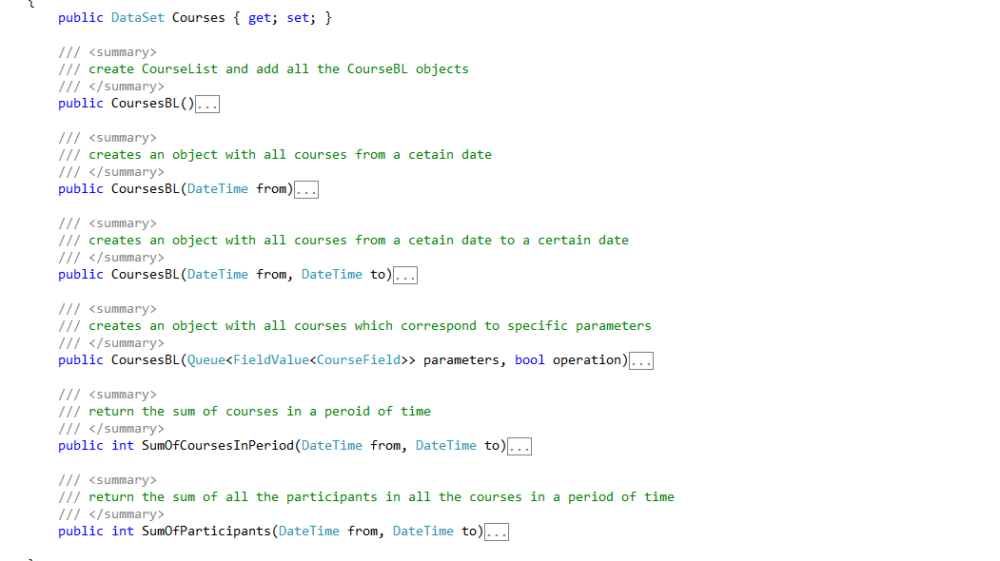 {
public DataSet Courses { get; set; }
/// <summary>
/// create CourseList and add all the CourseBL objects
/// </summary>
public CoursesBL()...
/// <summary>
/// creates an object with all courses from a cetain date
/// </summary>
public CoursesBL(DateTime from)...
/// <summary>
/// creates an object with all courses from a cetain date to a certain date
/// </summary>
public CoursesBL(DateTime from, DateTime to)...
/// <summary>
/// creates an object with all courses which correspond to specific parameters
/// </summary>
public CoursesBL(Queue<FieldValue<CourseField>> parameters, bool operation)...
/// <summary>
/// return the sum of courses in a peroid of time
/// </summary>
public int SumOfCoursesInPeriod(DateTime from, DateTime to)...
/// <summary>
/// return the sum of all the participants in all the courses in a period of time
/// </summary>
public int SumOfParticipants(DateTime from, DateTime to)...